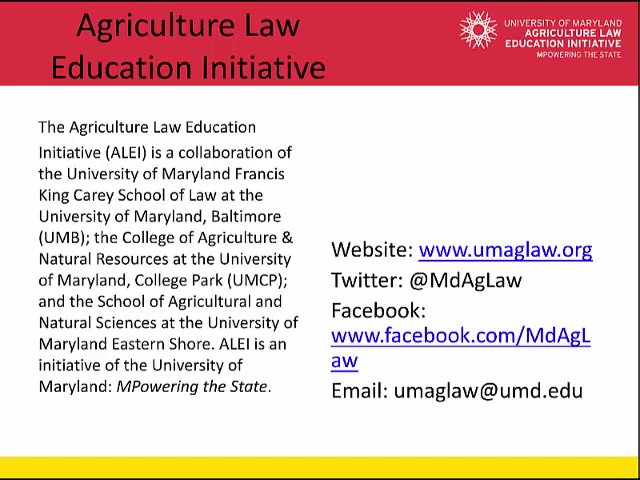 Agriculture Law
Education Initiative
UNIVERSITY OF MARYLAND
AGRICULTURE LAW
EDUCATION INITIATIVE
MPOWERING THE STATE
The Agriculture Law Education
Initiative (ALEI) is a collaboration of
the University of Maryland Francis
King Carey School of Law at the
University of Maryland, Baltimore
(UMB); the College of Agriculture &
Natural Resources at the University
of Maryland, College Park (UMCP);
and the School of Agricultural and
Natural Sciences at the University of
Maryland Eastern Shore. ALEI is an
initiative of the University of
Maryland: MPowering the State.
Website: www.umaglaw.org
Twitter: @MdAgLaw
Facebook:
www.facebook.com/MdAgL
aw
Email: umaglaw@umd.edu